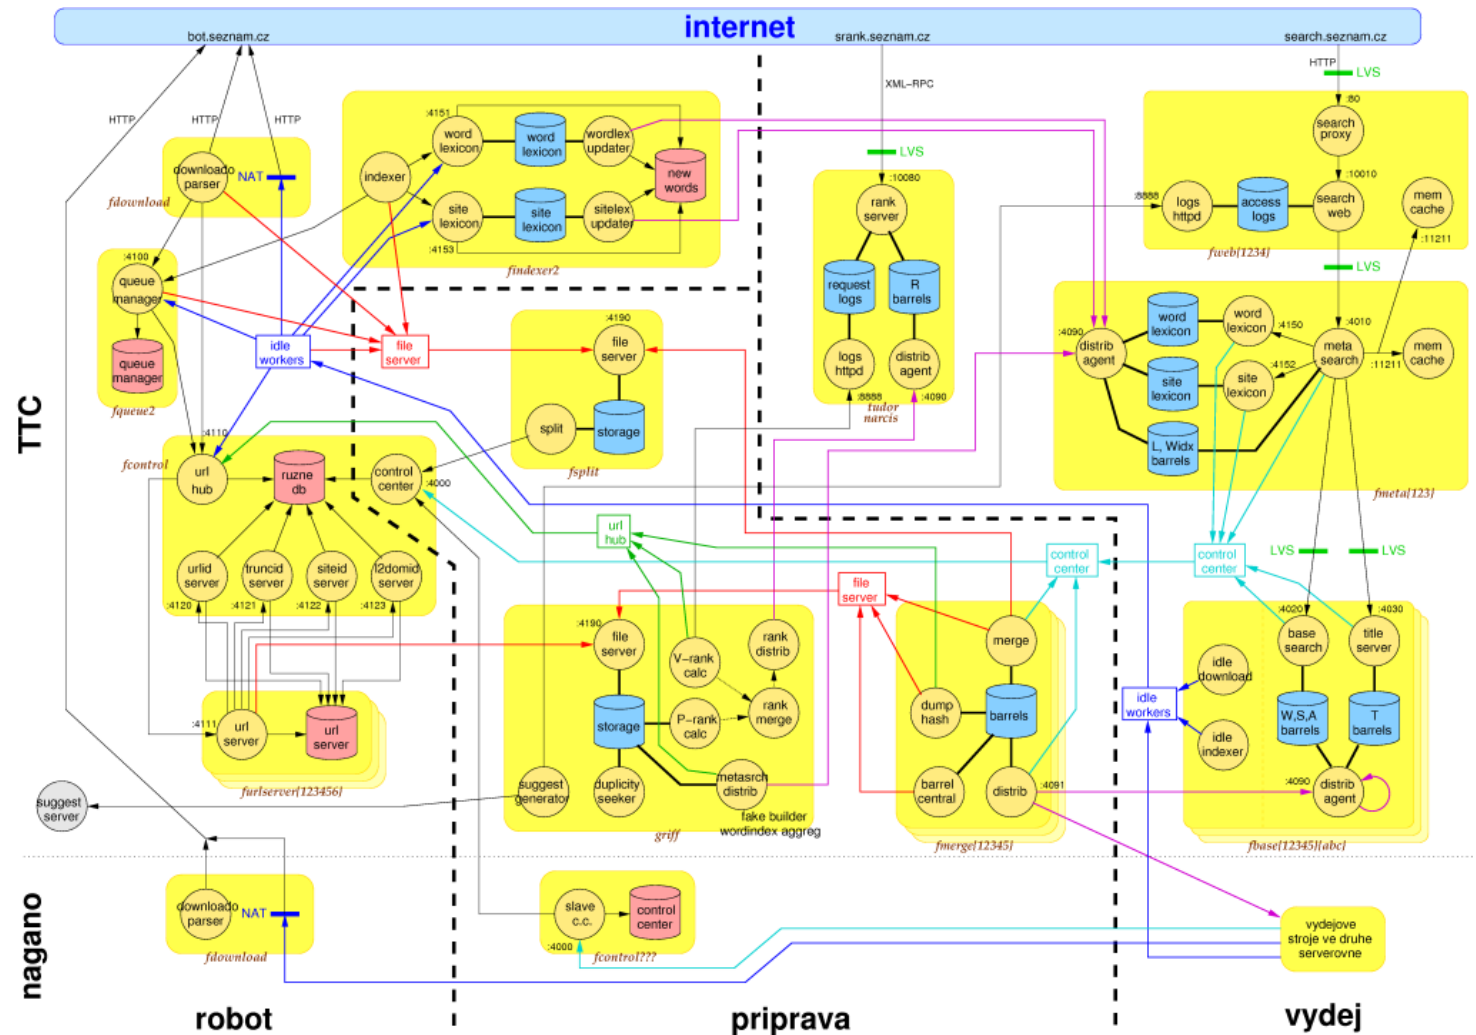 internet
bot.seznam.cz
srank.seznam.cz
search.seznam.cz
HTTP
LVS
XML-RPC
HTTP
HTTP
HTTP
:80
search
proxy
:4151
word
lexicon
word
lexicon
wordlex
updater
new
words
indexer
site
lexicon
site
lexicon
sitelex
updater
:4153
findexer2
downloado
parser
NAT
fdownload
LVS
:10080
rank
server
request
logs
R
barrels
logs
httpd
distrib
agent
:8888
:4090
tudor
narcis
:10010
:8888
logs
httpd
access
logs
search
web
mem
cache
:11211
fweb[1234]
LVS
:4100
queue
manager
queue
manager
fqueue2
idle
workers
file
server
:4190
file
server
split
storage
fsplit
:4090
distrib
agent
word
lexicon
word
lexicon
:4150
:4010
meta
search
mem
cache
:11211
site
lexicon
site
lexicon
:4152
L, Widx
barrels
fmeta[123]
TTC
:4110
fcontrol
url
hub
ruzne
db
control
center
:4000
urlid
server
truncid
server
siteid
server
l2domid
server
:4120
:4121
:4122
:4123
url
hub
control
center
control
center
LVS
LVS
file
server
:4111
url
server
url
server
furlserver[123456]
suggest
server
:4190
file
server
V-rank
calc
rank
distrib
storage
P-rank
calc
rank
merge
suggest
generator
duplicity
seeker
metasrch
distrib
fake builder
wordindex aggreg
griff
merge
dump
hash
barrels
barrel
central
distrib
:4091
fmerge[12345]
idle
workers
idle
download
idle
indexer
:4020
base
search
:4030
title
server
W,S,A
barrels
T
barrels
:4090
distrib
agent
fbase[12345][abc]
nagano
downloado
parser
NAT
fdownload
slave
c.c.
control
center
:4000
fcontrol???
vydejove
stroje ve druhe
serverovne
robot
priprava
vydej